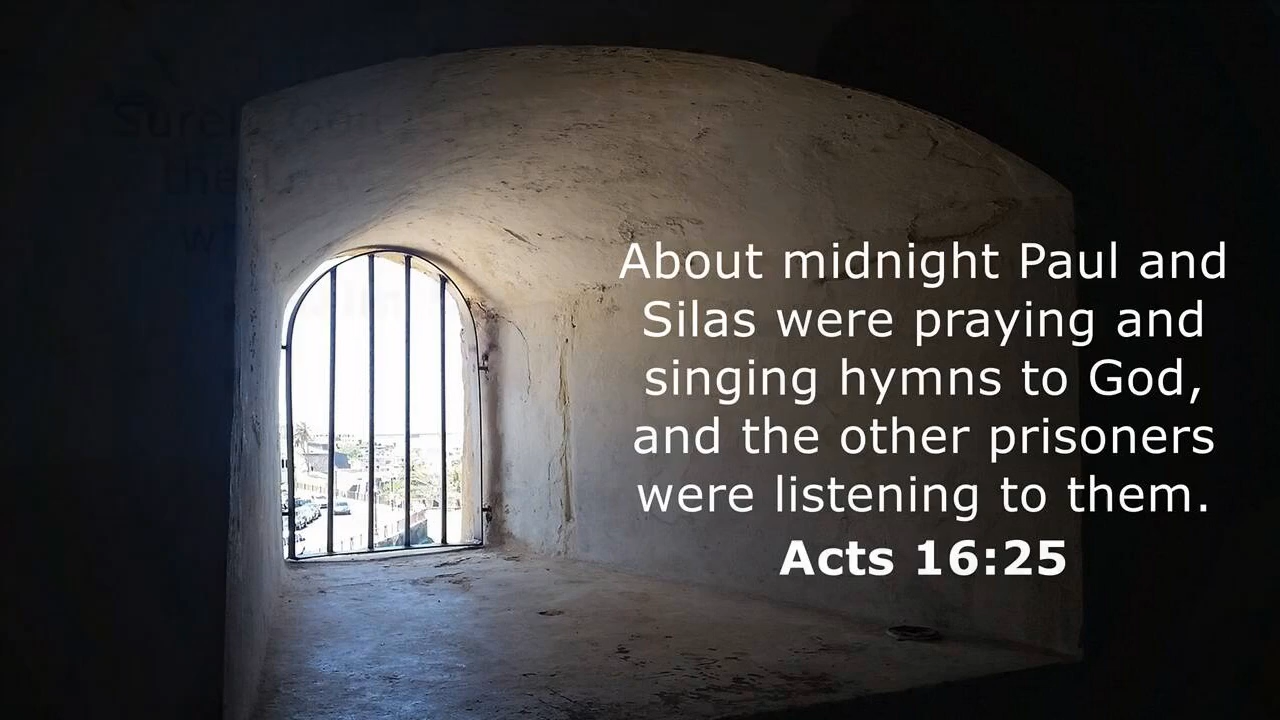 About midnight Paul and
Silas were praying and
singing hymns to God,
and the other prisoners
were listening to them.
Acts 16:25